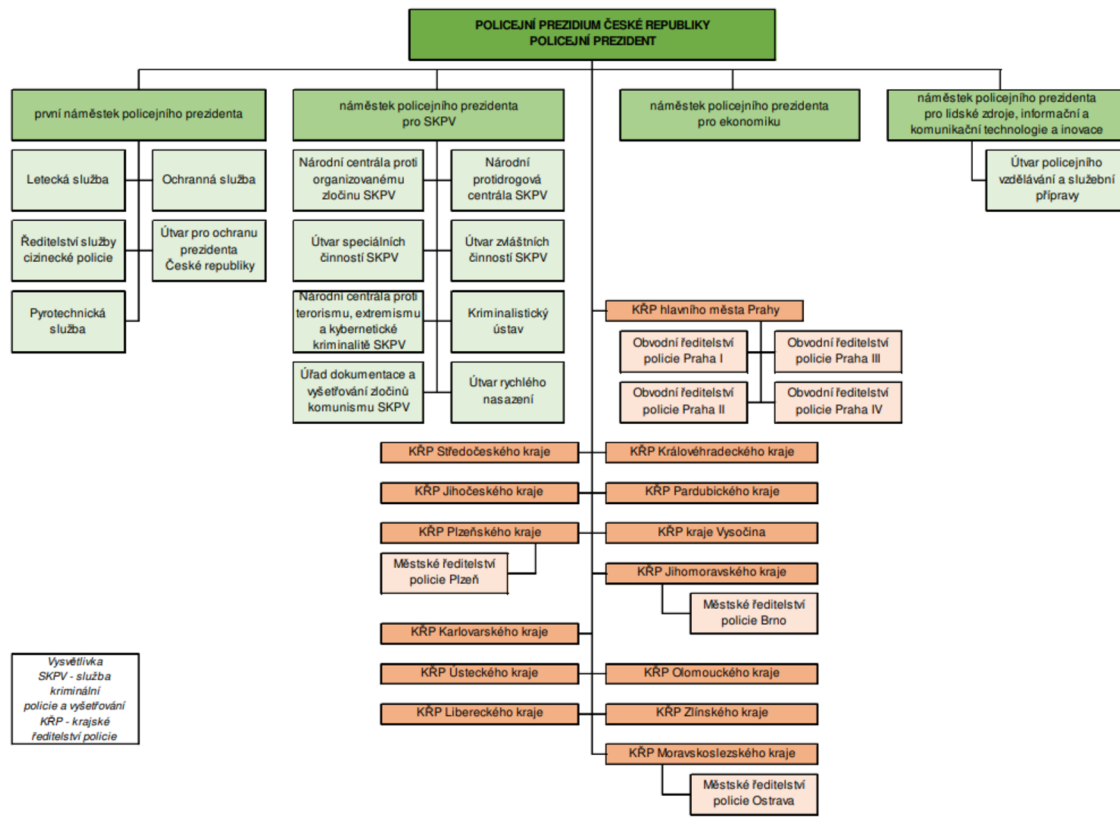 POLICEJNÍ PREZIDIUM ČESKÉ REPUBLIKY
POLICEJNÍ PREZIDENT
první náměstek policejního prezidenta
náměstek policejního prezidenta
pro SKPV
náměstek policejního prezidenta
pro ekonomiku
náměstek policejního prezidenta
pro lidské zdroje, informační a
komunikační technologie a inovace
Letecká služba
Ochranná služba
Národní centrála proti
organizovanému
zločinu SKPV
Národní
protidrogová
centrála SKPV
Útvar policejního
vzdělávání a služební
přípravy
Ředitelství služby
cizinecké policie
Útvar pro ochranu
prezidenta
České republiky
Útvar speciálních
činností SKPV
Útvar zvláštních
činností SKPV
Pyrotechnická
služba
Národní centrála proti
terorismu, extremismu
a kybernetické
kriminalitě SKPV
Kriminalistický
ústav
KŘP hlavního města Prahy
Obvodní ředitelství
policie Praha I
Obvodní ředitelství
policie Praha III
Úřad dokumentace a
vyšetřování zločinů
komunismu SKPV
Útvar rychlého
nasazení
Obvodní ředitelství
policie Praha II
Obvodní ředitelství
policie Praha IV
KŘP Středočeského kraje
KŘP Královéhradeckého kraje
KŘP Jihočeského kraje
KŘP Pardubického kraje
KŘP Plzeňského kraje
KŘP kraje Vysočina
Městské ředitelství
policie Plzeň
KŘP Jihomoravského kraje
Městské ředitelství
policie Brno
KŘP Karlovarského kraje
KŘP Ústeckého kraje
KŘP Olomouckého kraje
KŘP Libereckého kraje
KŘP Zlínského kraje
KŘP Moravskoslezského kraje
Městské ředitelství
policie Ostrava
Vysvětlivka
SKPV - služba
kriminální
policie a vyšetřování
KŘP - krajské
ředitelství policie